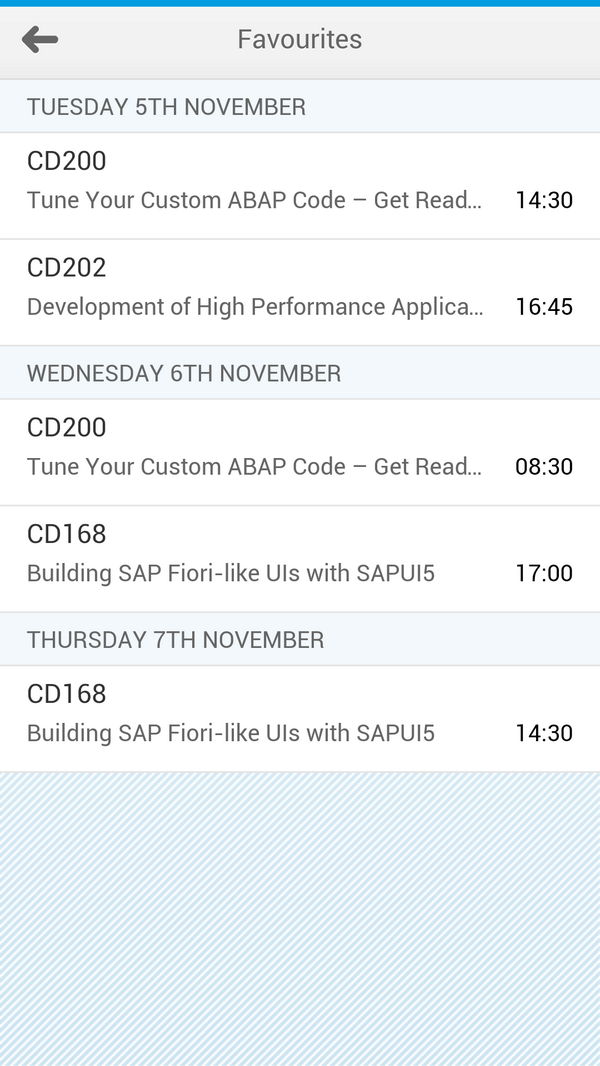 Favourites
TUESDAY 5TH NOVEMBER
CD200
Tune Your Custom ABAP Code – Get Read... 14:30
CD202
Development of High Performance Applica... 16:45
WEDNESDAY 6TH NOVEMBER
CD200
Tune Your Custom ABAP Code – Get Read... 08:30
CD168
Building SAP Fiori-like UIs with SAPUI5 17:00
THURSDAY 7TH NOVEMBER
CD168
Building SAP Fiori-like UIs with SAPUI5 14:30